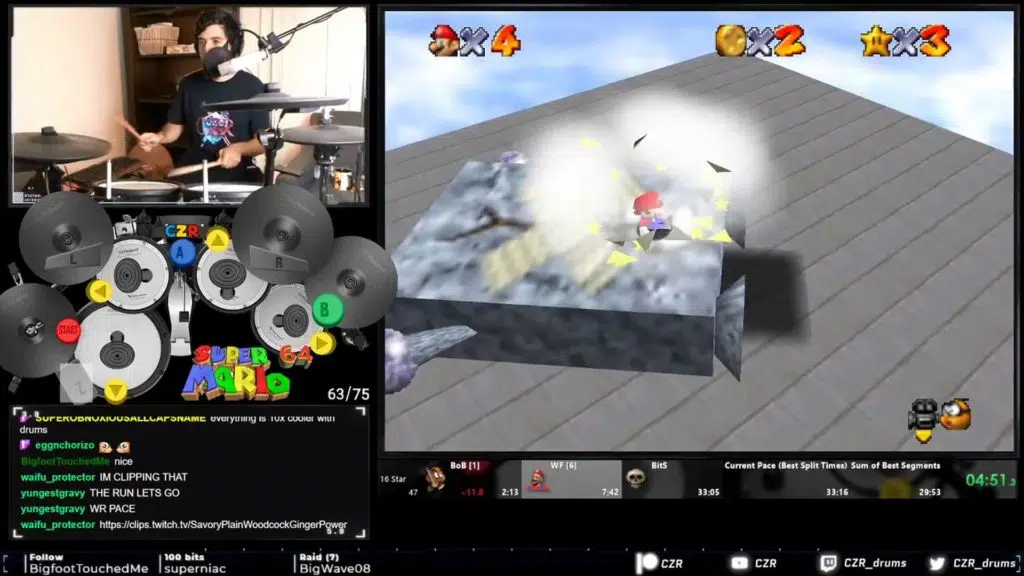 ×4
×2
×3
L
CZR
A
R
START
B
Z
SUPER
MARIO
64
63/75
SUPEROBNOXIOUSALLCAPSNAME everything is 10x cooler with
drums
eggnchorizo
BigfootTouchedMe nice
waifu_protector IM CLIPPING THAT
yungestgravy THE RUN LETS GO
yungestgravy WR PACE
waifu_protector https://clips.twitch.tv/SavoryPlainWoodcockGingerPower
16 Star
47
BoB [1]
-11.8
2:13
WF [6]
7:42
BitS
33:05
Current Pace (Best Split Times)
33:16
Sum of Best Segments
29:53
04:51.3
Follow
BigfootTouchedMe
100 bits
superniac
Raid (7)
BigWave08
CZR
CZR
CZR_drums
CZR_drums